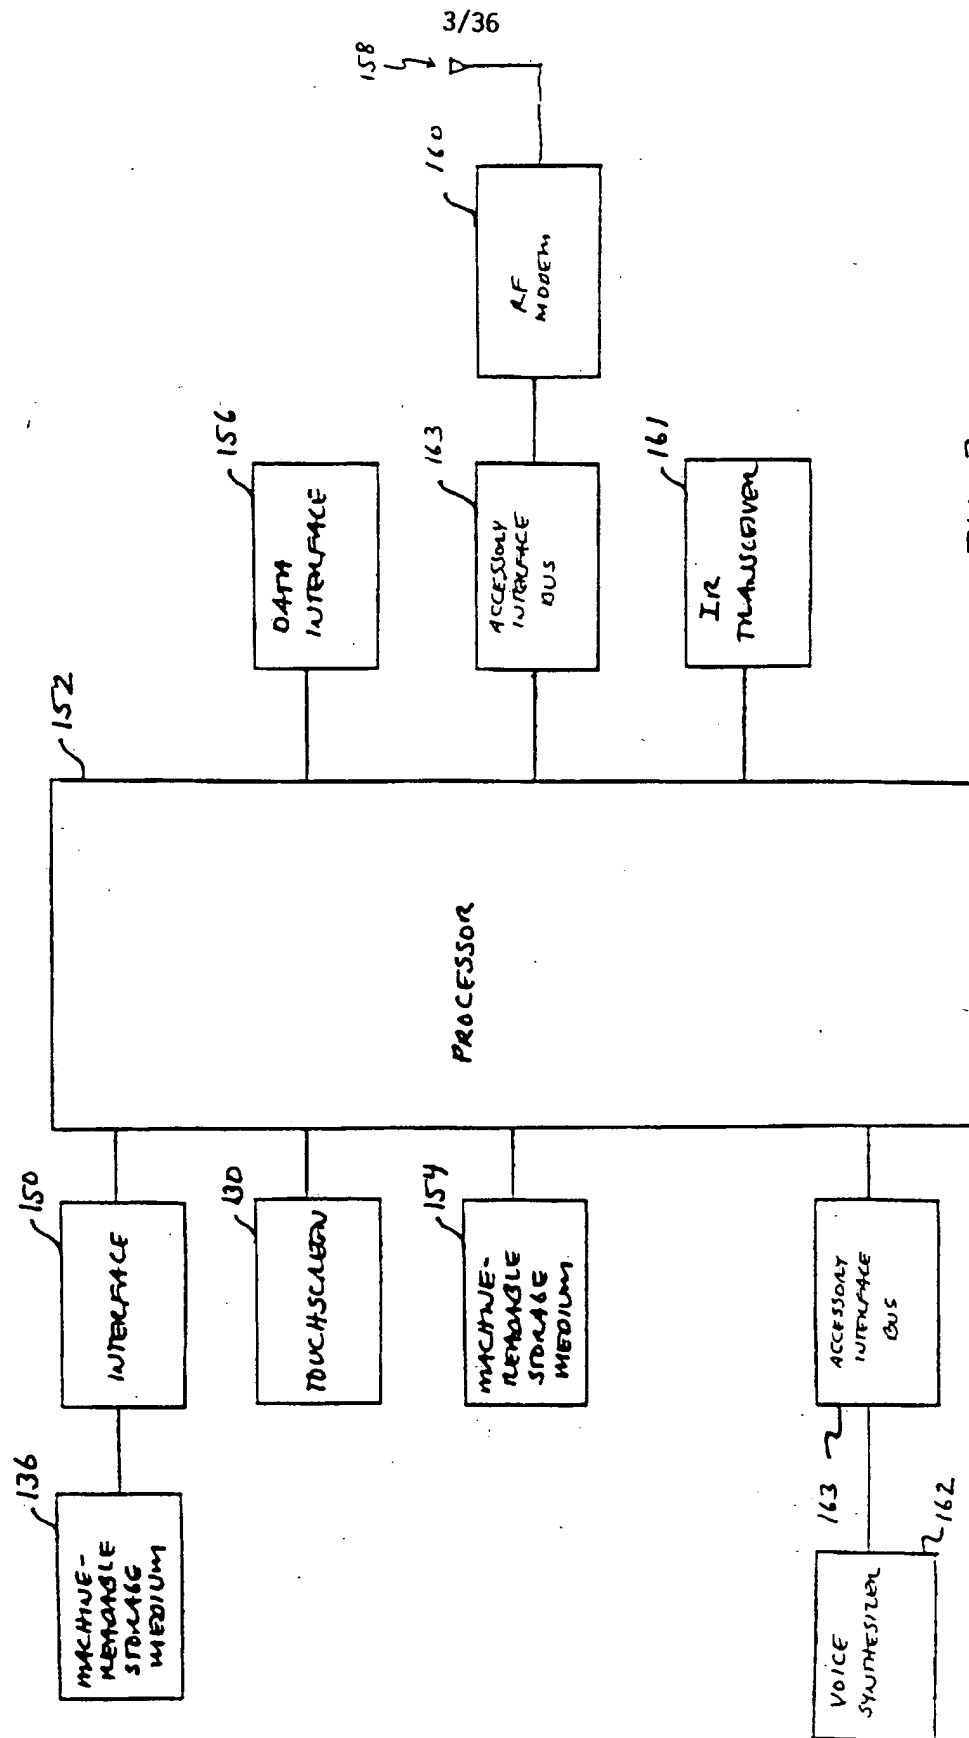 3/36
158
160
RF
MODEM
156
DATA
INTERFACE
163
ACCESSORY
INTERFACE
BUS
161
IR
TRANSCEIVER
152
PROCESSOR
150
INTERFACE
130
TOUCHSCREEN
154
MACHINE-
READABLE
STORAGE
MEDIUM
ACCESSORY
INTERFACE
BUS
163
136
MACHINE-
READABLE
STORAGE
MEDIUM
162
VOICE
SYNTHESIZER